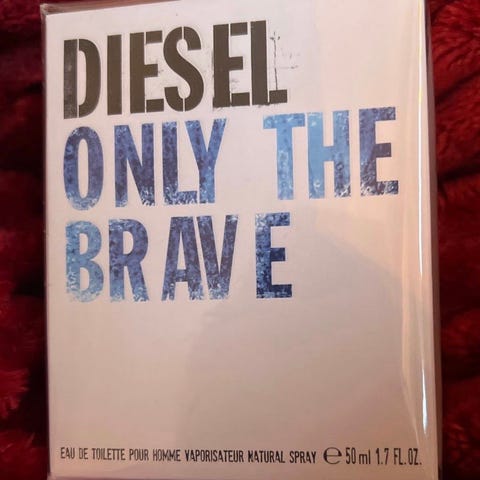 DIESEL
ONLY THE
BRAVE
EAU DE TOILETTE POUR HOMME VAPORISATEUR NATURAL SPRAY ℮ 50 ml 1.7 FL. OZ.